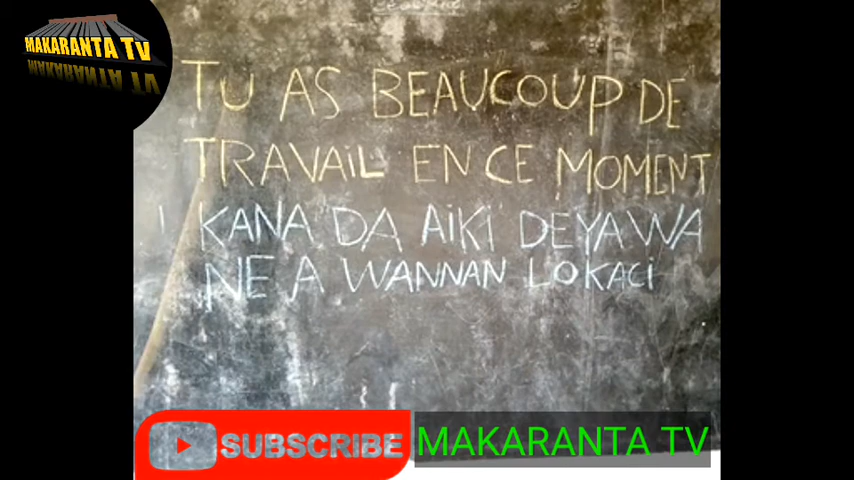 MAKARANTA TV
TU AS BEAUCOUP DE
TRAVAIL EN CE MOMENT
KANA DA AIKI DEYAWA
NE A WANNAN LOKACI
SUBSCRIBE
MAKARANTA TV